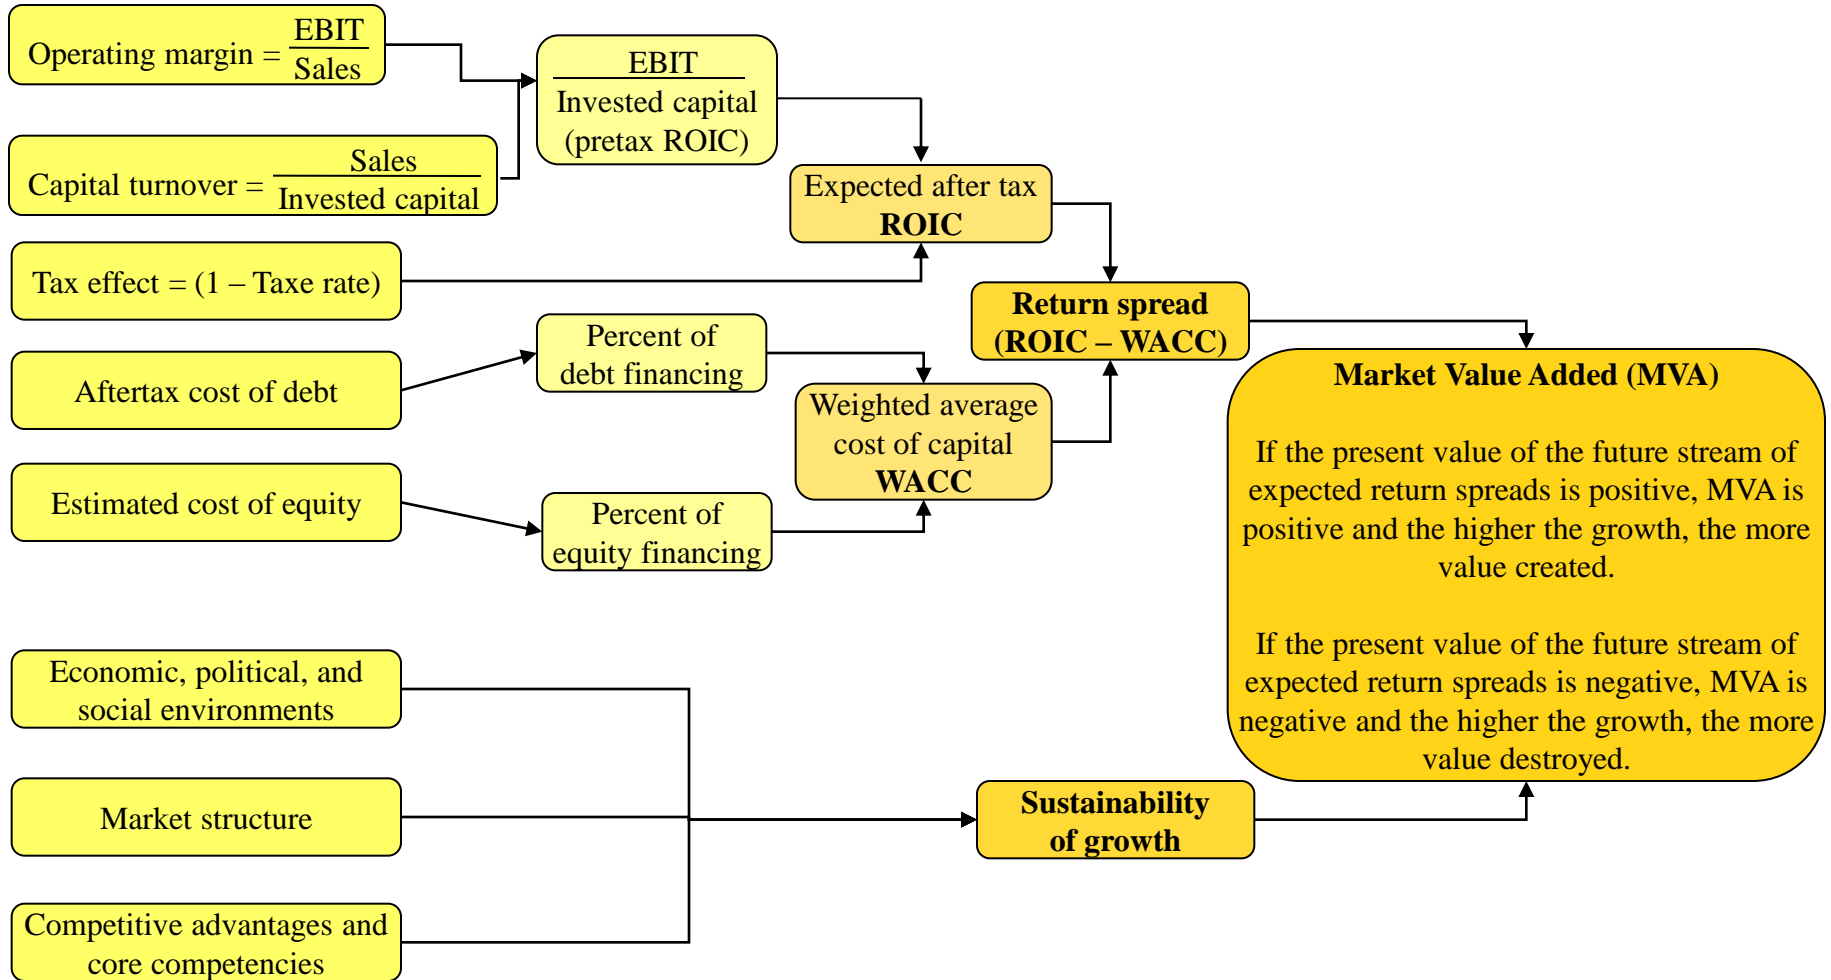 Operating margin = EBIT
Sales
EBIT
Invested capital
(pretax ROIC)
Capital turnover = Sales
Invested capital
Expected after tax
ROIC
Tax effect = (1 – Taxe rate)
Return spread
(ROIC – WACC)
Percent of
debt financing
Aftertax cost of debt
Weighted average
cost of capital
WACC
Estimated cost of equity
Percent of
equity financing
Market Value Added (MVA)
If the present value of the future stream of
expected return spreads is positive, MVA is
positive and the higher the growth, the more
value created.
If the present value of the future stream of
expected return spreads is negative, MVA is
negative and the higher the growth, the more
value destroyed.
Economic, political, and
social environments
Market structure
Sustainability
of growth
Competitive advantages and
core competencies